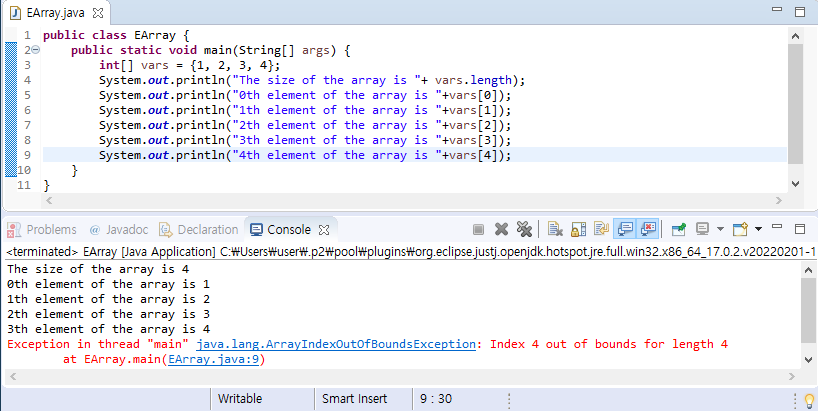 EArray.java
1 public class EArray {
2 public static void main(String[] args) {
3 int[] vars = {1, 2, 3, 4};
4 System.out.println("The size of the array is "+ vars.length);
5 System.out.println("0th element of the array is "+vars[0]);
6 System.out.println("1th element of the array is "+vars[1]);
7 System.out.println("2th element of the array is "+vars[2]);
8 System.out.println("3th element of the array is "+vars[3]);
9 System.out.println("4th element of the array is "+vars[4]);
10 }
11 }
Problems @ Javadoc Declaration Console
<terminated> EArray [Java Application] C:₩Users₩user₩.p2₩pool₩plugins₩org.eclipse.justj.openjdk.hotspot.jre.full.win32.x86_64_17.0.2.v20220201-1
The size of the array is 4
0th element of the array is 1
1th element of the array is 2
2th element of the array is 3
3th element of the array is 4
Exception in thread "main" java.lang.ArrayIndexOutOfBoundsException: Index 4 out of bounds for length 4
at EArray.main(EArray.java:9)
Writable Smart Insert 9 : 30